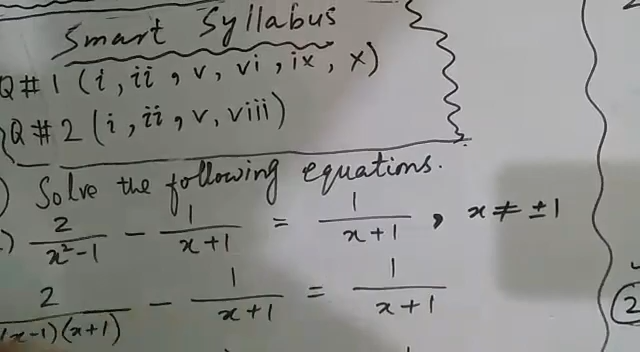 Smart Syllabus
Q#1 (i, ii, v, vi, ix, x)
Q#2 (i, ii, v, viii)
) Solve the following equations.
) 2/(x²-1) - 1/(x+1) = 1/(x+1), x ≠ ±1
2/((x-1)(x+1)) - 1/(x+1) = 1/(x+1)
(2